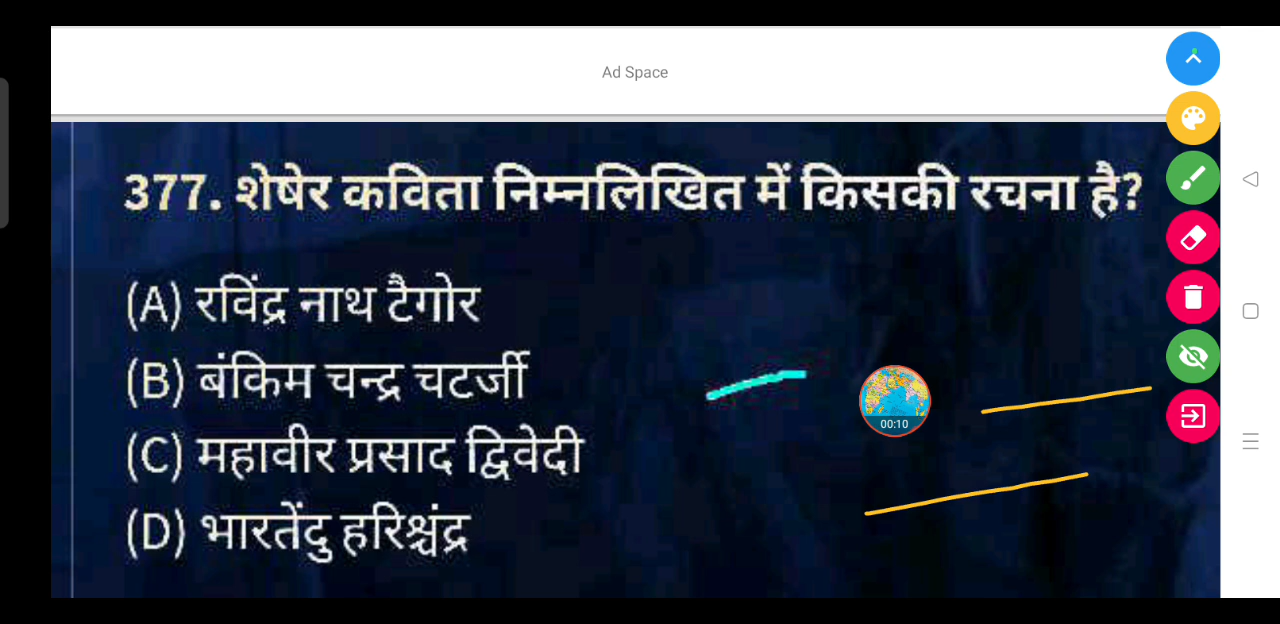 Ad Space
377. शेषेर कविता निम्नलिखित में किसकी रचना है?
(A) रविंद्र नाथ टैगोर
(B) बंकिम चन्द्र चटर्जी
(C) महावीर प्रसाद द्विवेदी
(D) भारतेंदु हरिश्चंद्र
00:10